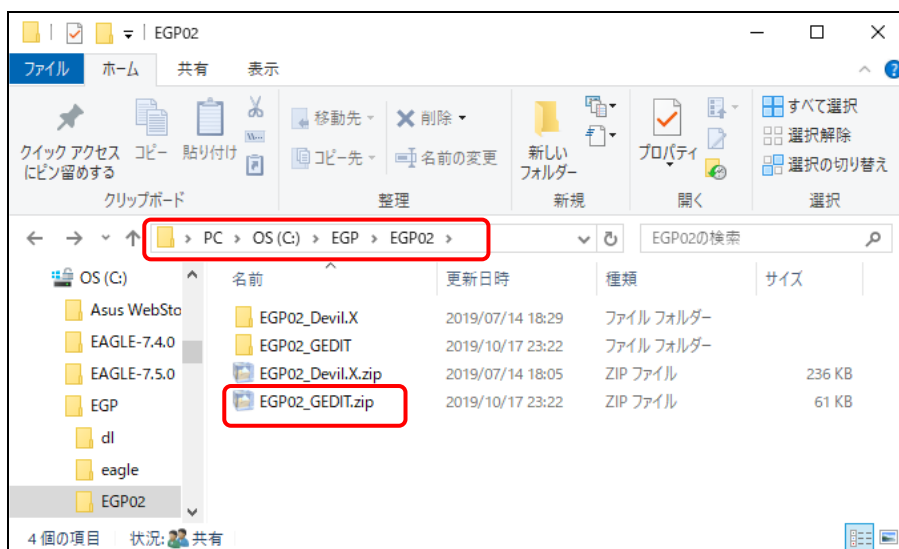 EGP02
ファイル ホーム 共有 表示
クイック アクセス
にピン留めする
コピー
貼り付け
クリップボード
移動先
コピー先
削除
名前の変更
整理
新しい
フォルダー
新規
プロパティ
開く
すべて選択
選択解除
選択の切り替え
選択
PC > OS (C:) > EGP > EGP02 >
EGP02の検索
OS (C:)
Asus WebSto
EAGLE-7.4.0
EAGLE-7.5.0
EGP
dl
eagle
EGP02
名前 更新日時 種類 サイズ
EGP02_Devil.X 2019/07/14 18:29 ファイル フォルダー
EGP02_GEDIT 2019/10/17 23:22 ファイル フォルダー
EGP02_Devil.X.zip 2019/07/14 18:05 ZIP ファイル 236 KB
EGP02_GEDIT.zip 2019/10/17 23:22 ZIP ファイル 61 KB
4 個の項目 状況: 共有